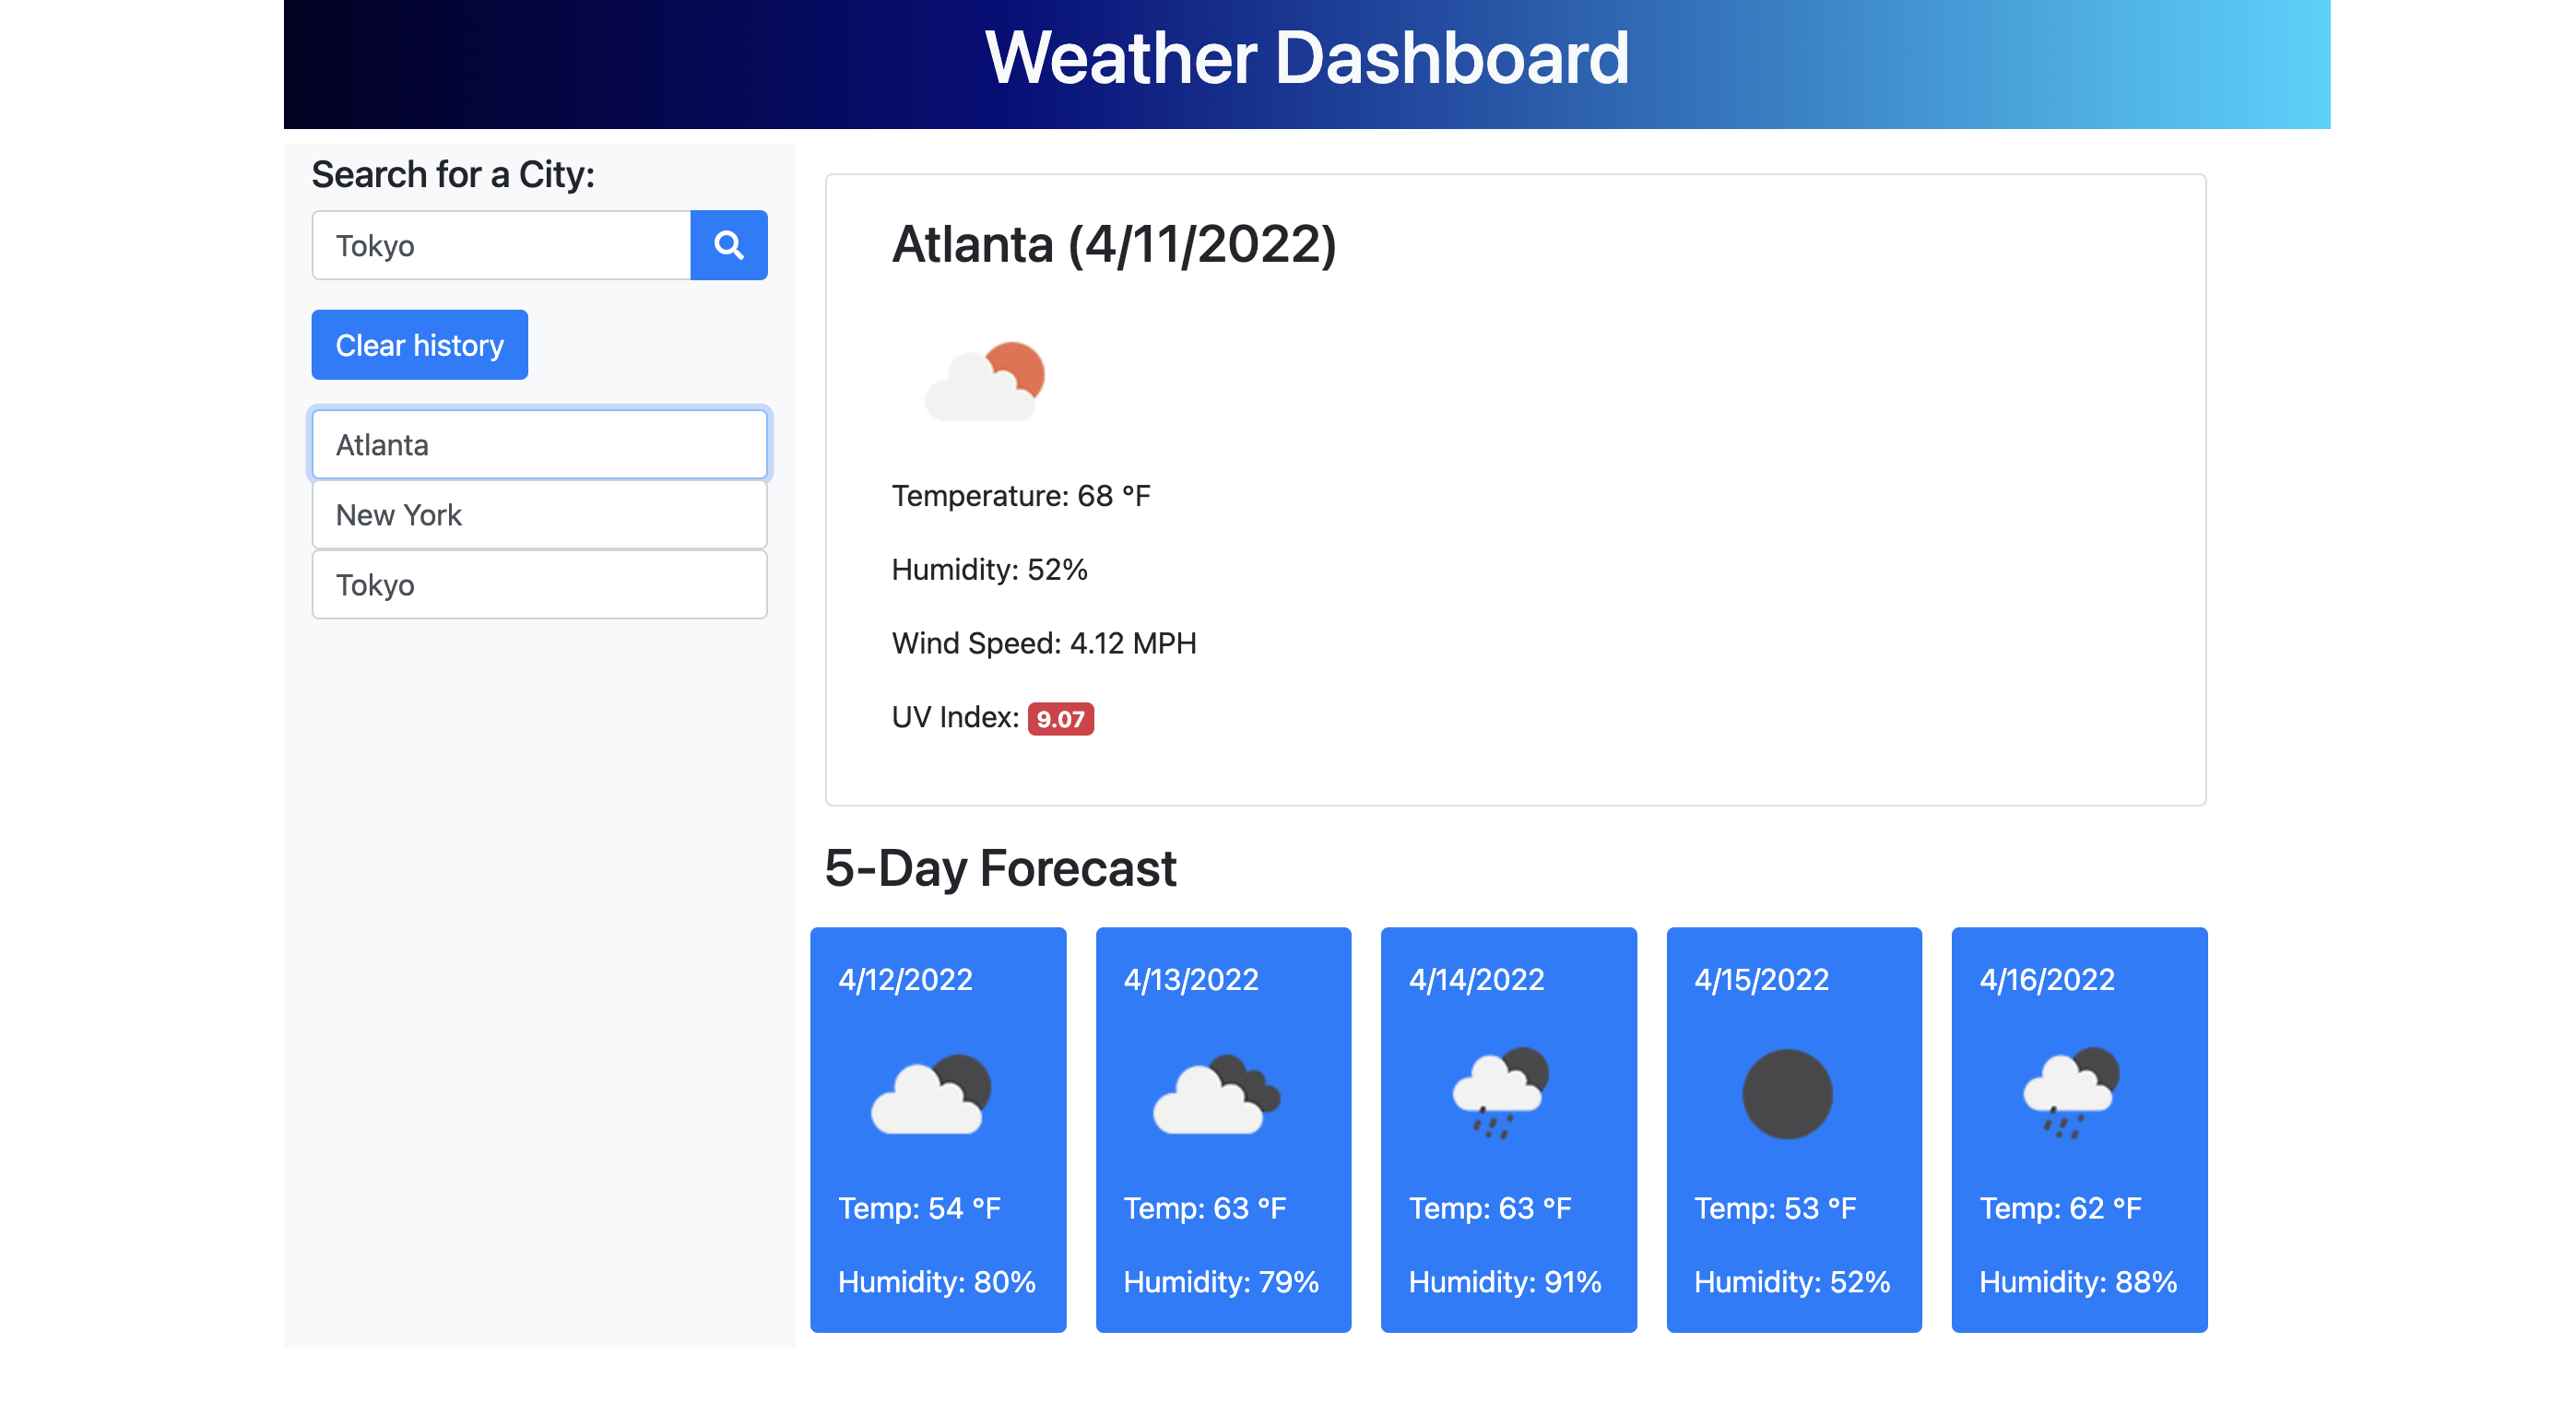 Weather Dashboard
Search for a City:
Tokyo
Clear history
Atlanta
New York
Tokyo
Atlanta (4/11/2022)
Temperature: 68 °F
Humidity: 52%
Wind Speed: 4.12 MPH
UV Index: 9.07
5-Day Forecast
4/12/2022
Temp: 54 °F
Humidity: 80%
4/13/2022
Temp: 63 °F
Humidity: 79%
4/14/2022
Temp: 63 °F
Humidity: 91%
4/15/2022
Temp: 53 °F
Humidity: 52%
4/16/2022
Temp: 62 °F
Humidity: 88%